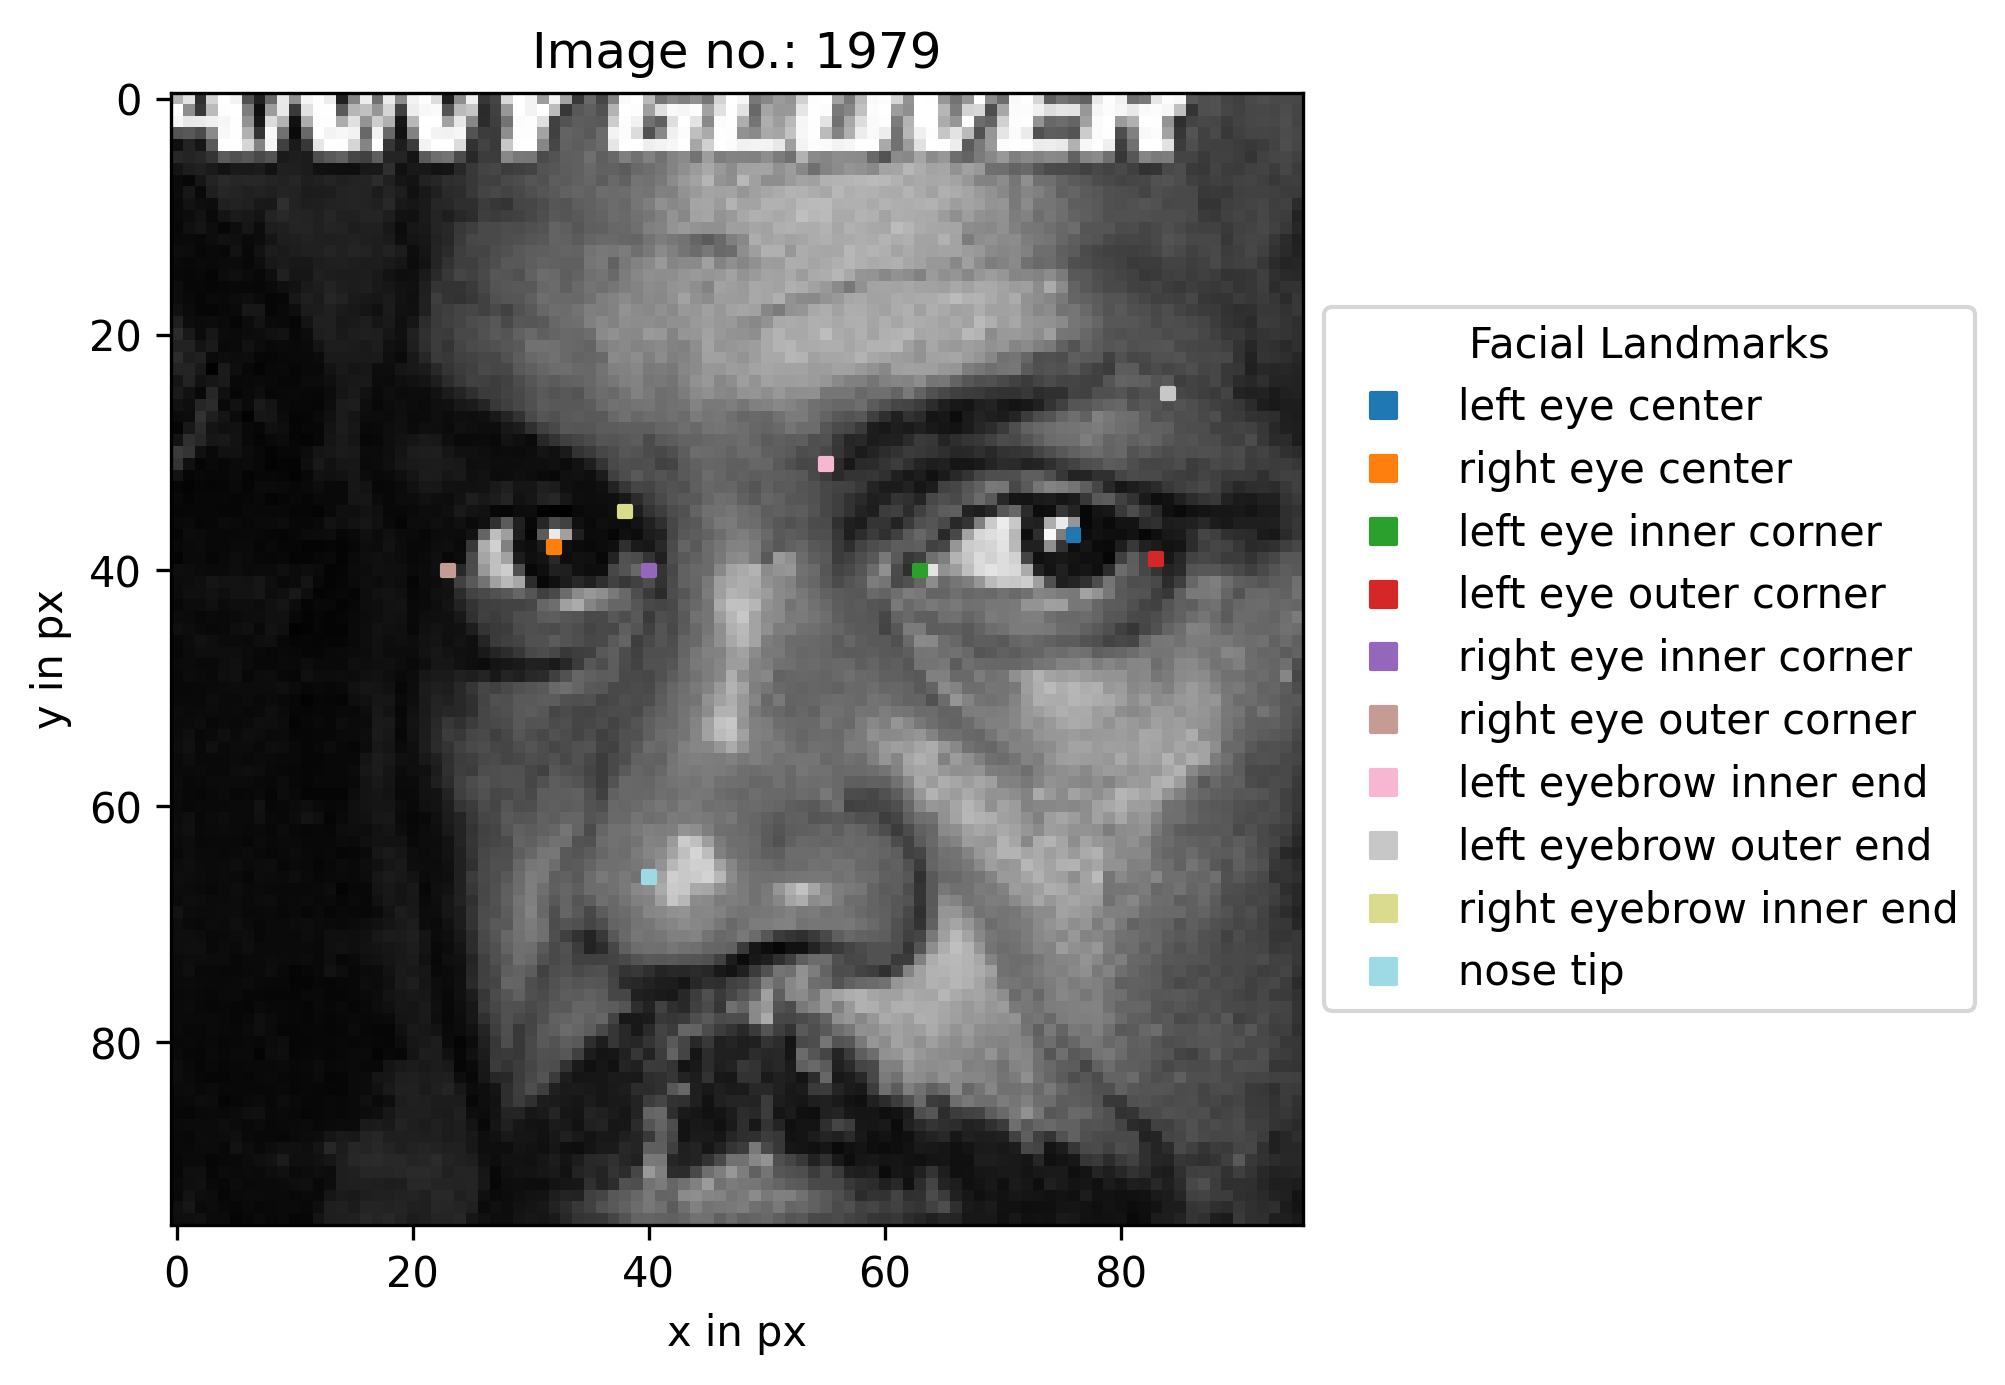 Image no.: 1979
0
20
40
60
80
y in px
0 20 40 60 80
x in px
Facial Landmarks
left eye center
right eye center
left eye inner corner
left eye outer corner
right eye inner corner
right eye outer corner
left eyebrow inner end
left eyebrow outer end
right eyebrow inner end
nose tip